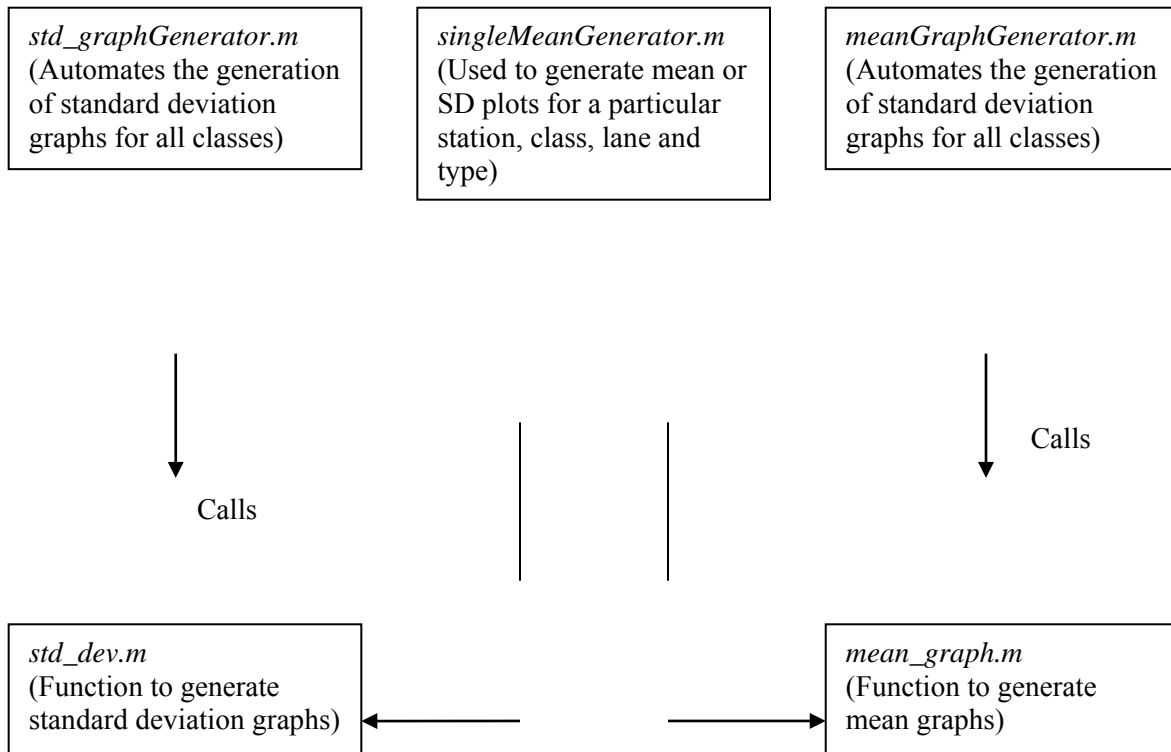 std_graphGenerator.m
(Automates the generation
of standard deviation
graphs for all classes)
singleMeanGenerator.m
(Used to generate mean or
SD plots for a particular
station, class, lane and
type)
meanGraphGenerator.m
(Automates the generation
of standard deviation
graphs for all classes)
Calls
Calls
std_dev.m
(Function to generate
standard deviation graphs)
mean_graph.m
(Function to generate
mean graphs)